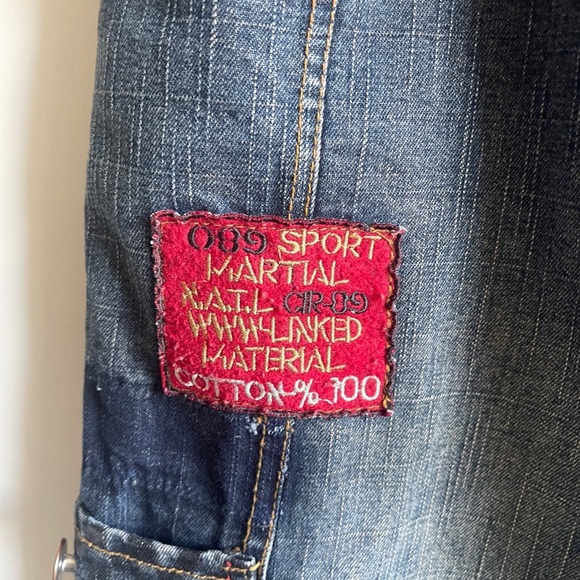 089 SPORT
MARTIAL
N.A.T.L CR-89
WWW-LINKED
MATERIAL
COTTON-% 100